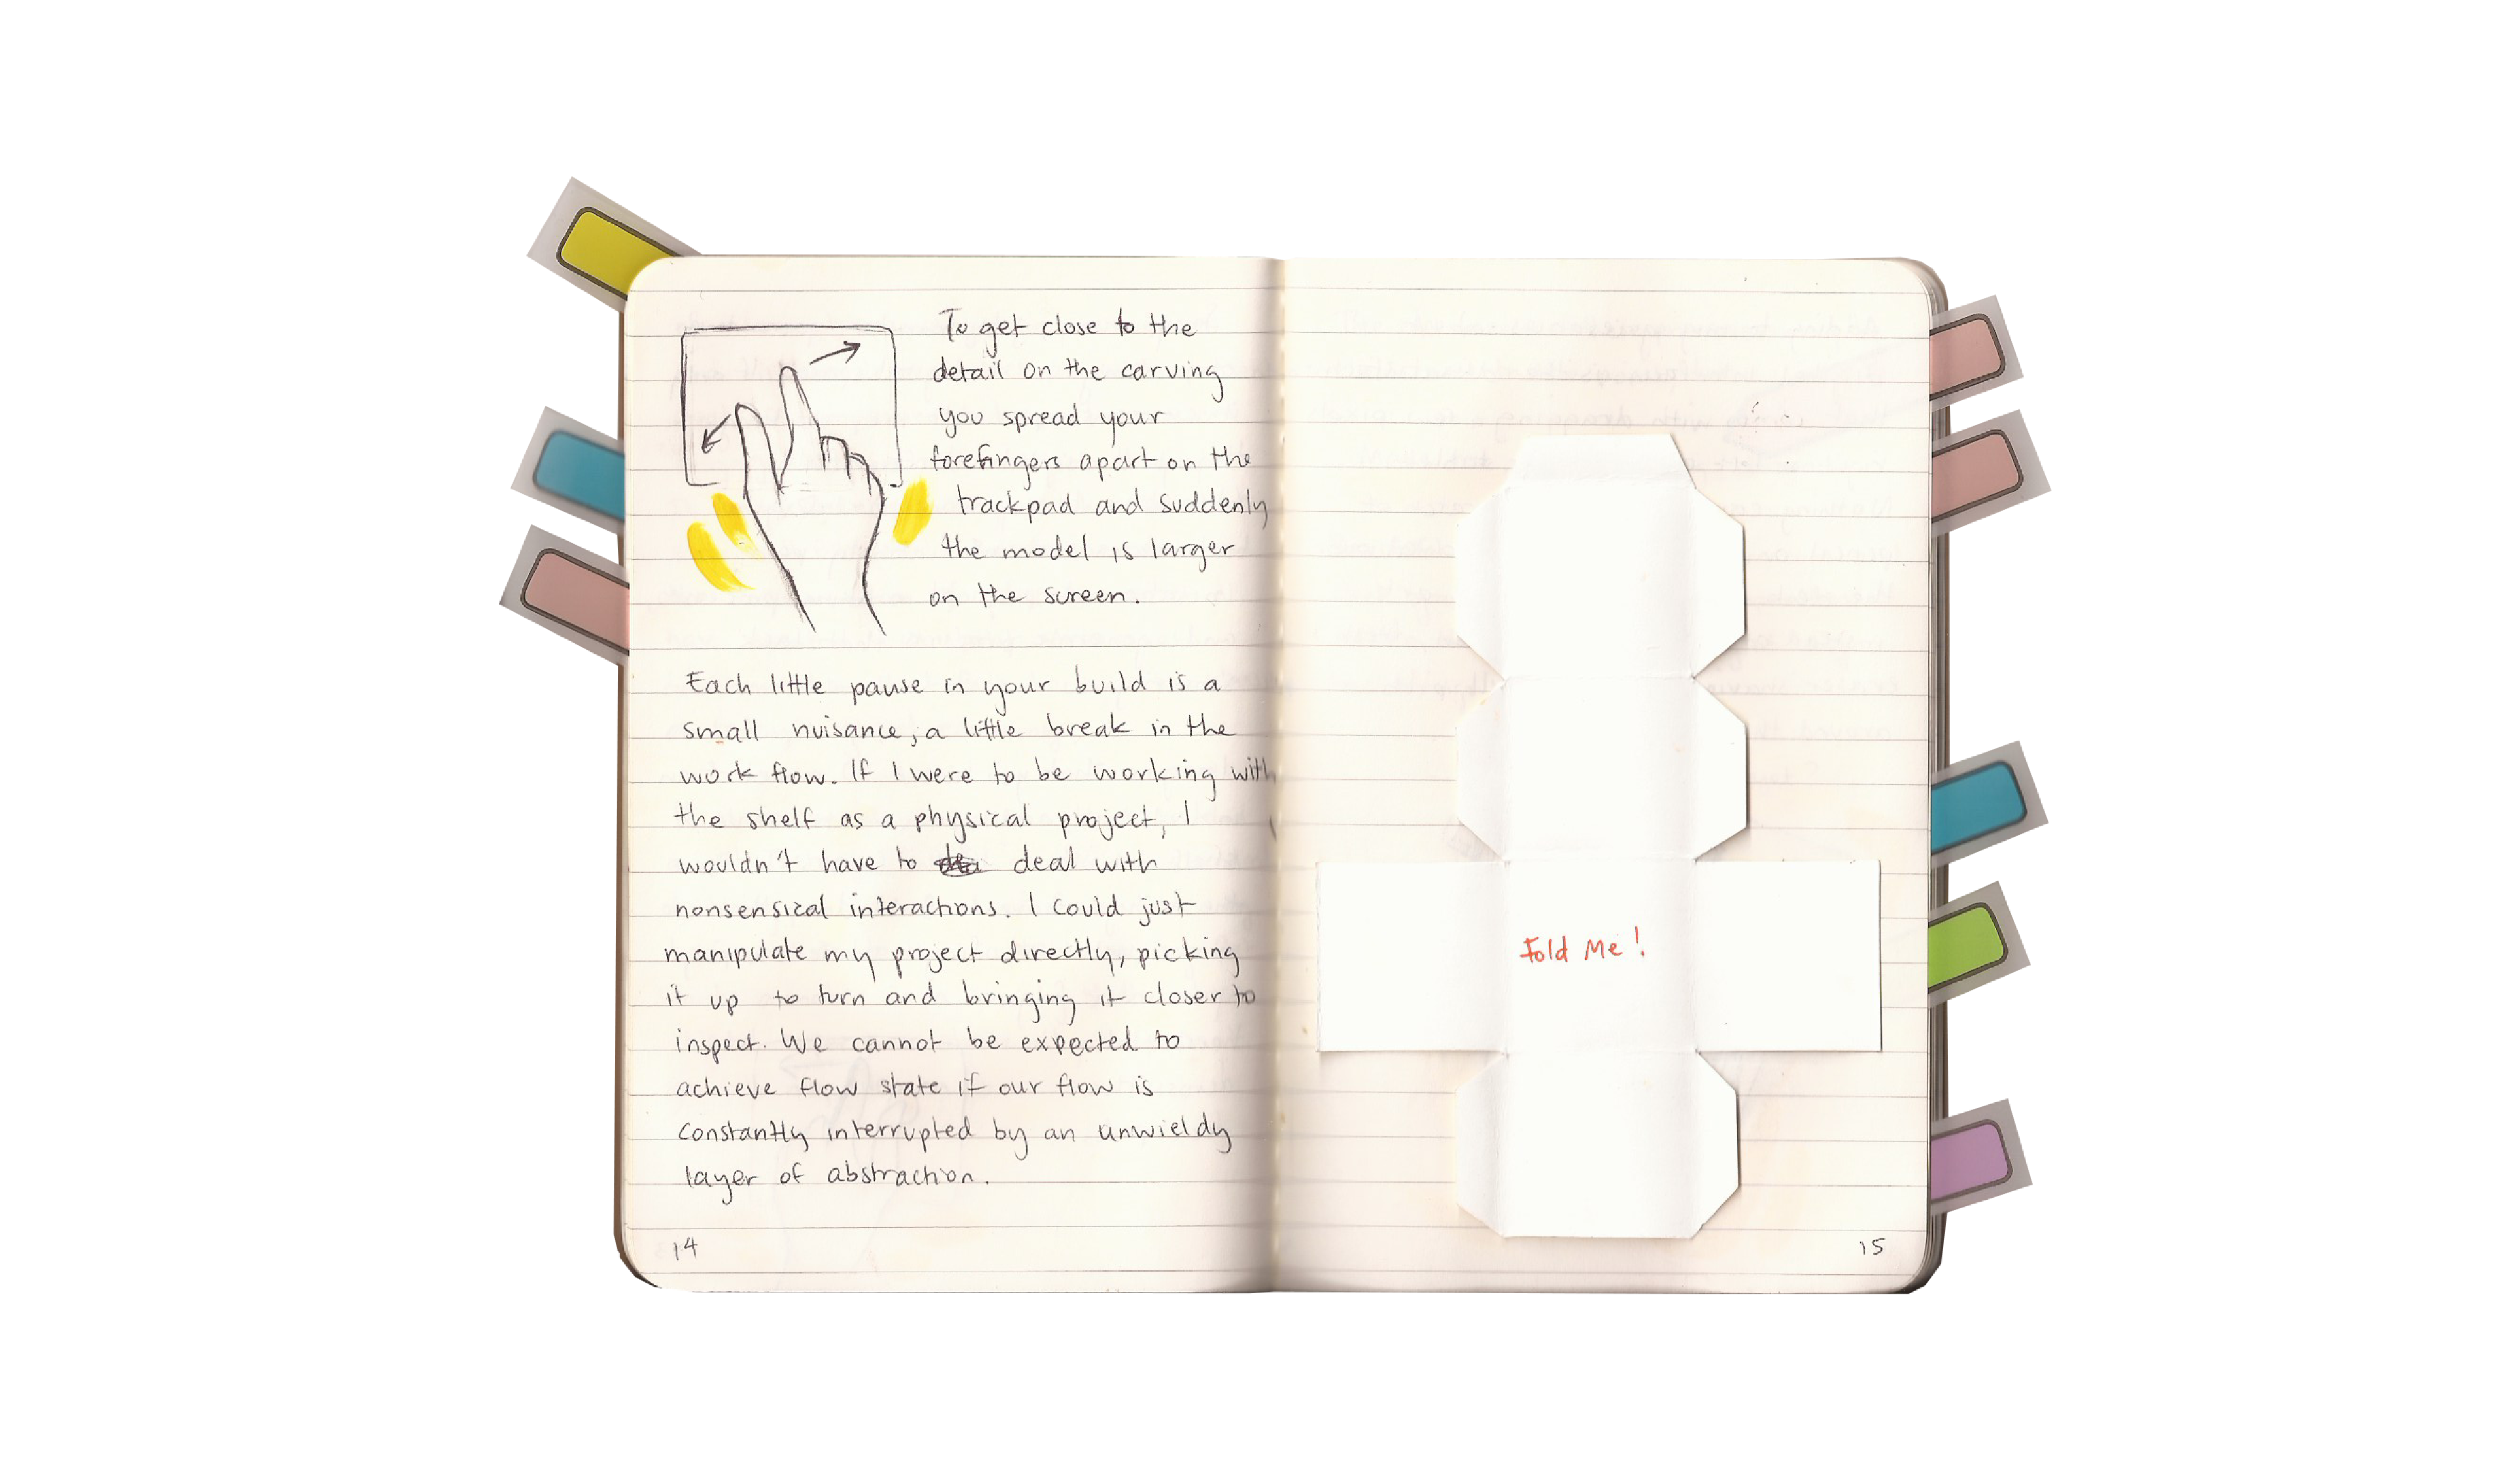 To get close to the
detail on the carving
you spread your
forefingers apart on the
trackpad and suddenly
the model is larger
on the screen.
Each little pause in your build is a
small nuisance, a little break in the
work flow. If I were to be working with
the shelf as a physical project, I
wouldn't have to deal with
nonsensical interactions. I could just
manipulate my project directly, picking
it up to turn and bringing it closer to
inspect. We cannot be expected to
achieve flow state if our flow is
constantly interrupted by an unwieldy
layer of abstraction.
14
Fold Me!
15